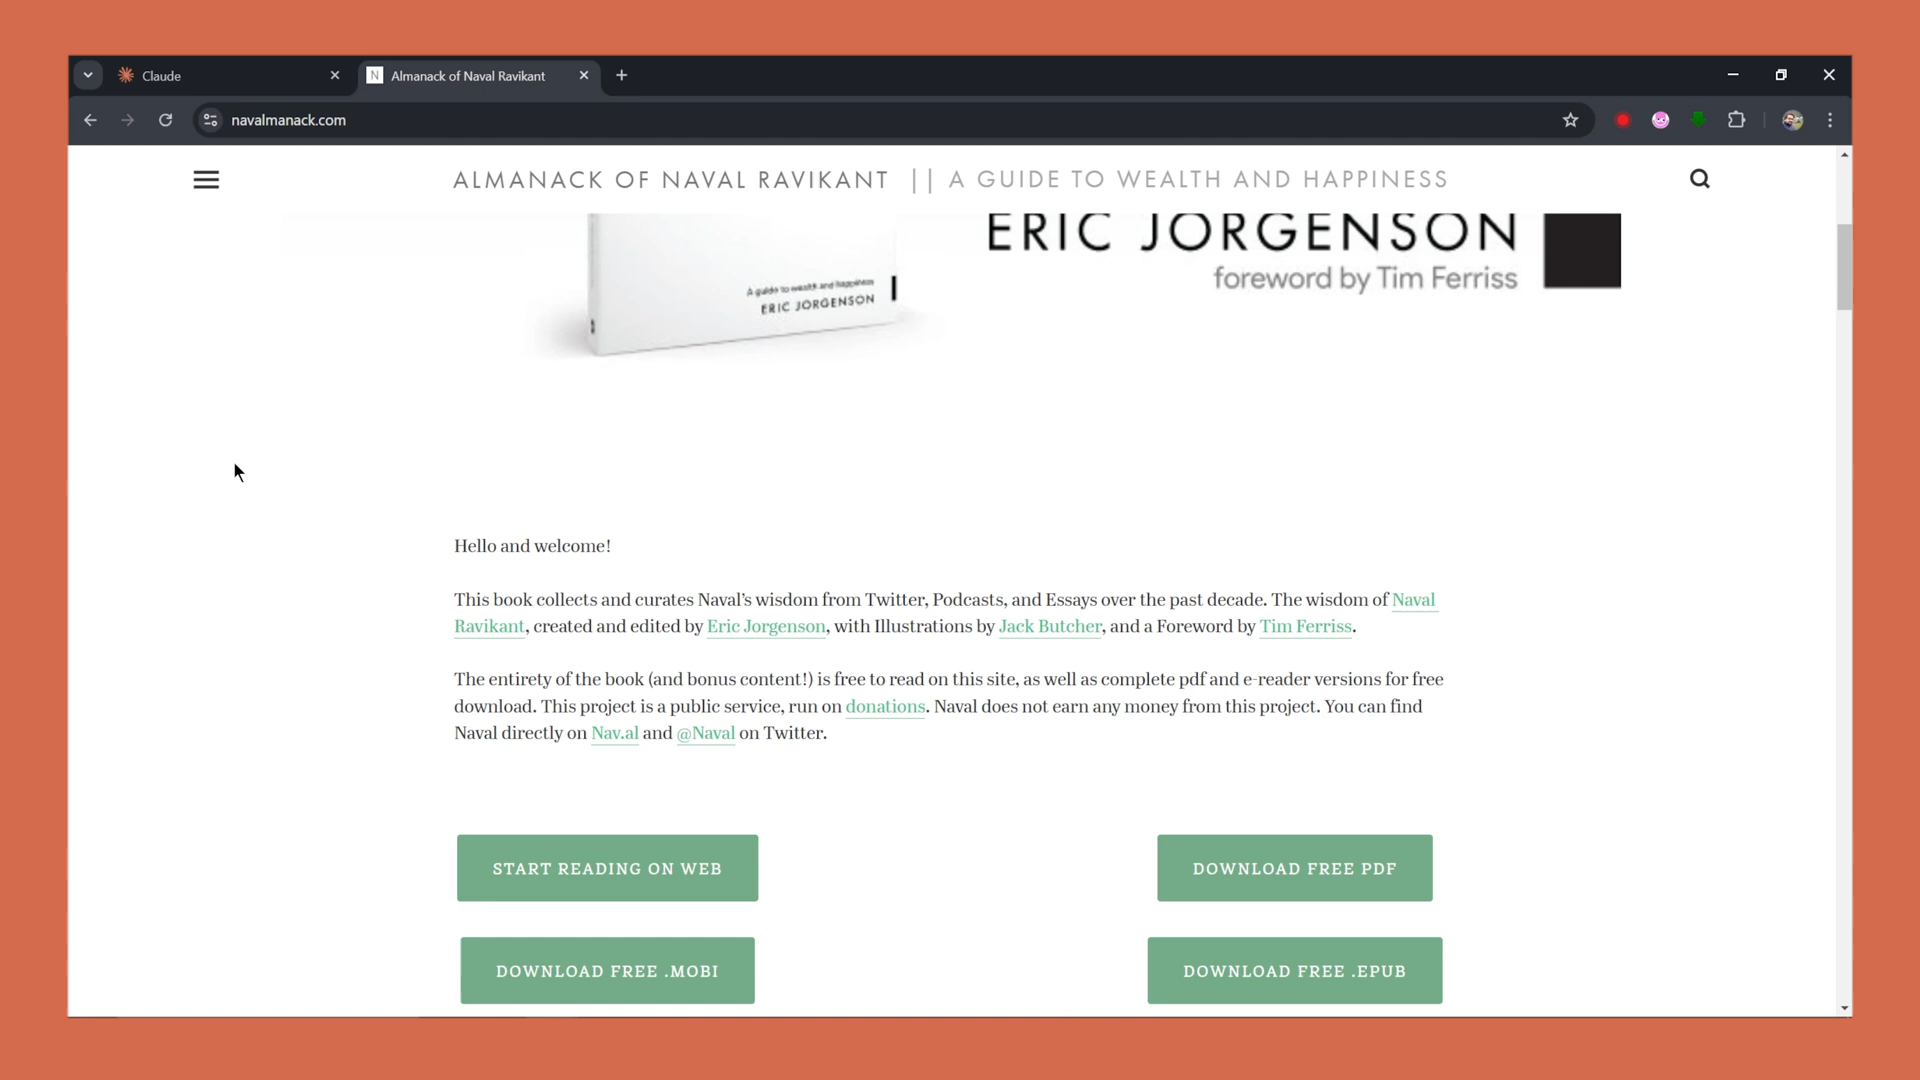 Claude
N Almanack of Naval Ravikant
navalmanack.com
ALMANACK OF NAVAL RAVIKANT || A GUIDE TO WEALTH AND HAPPINESS
ERIC JORGENSON
foreword by Tim Ferriss
A guide to wealth and happiness
ERIC JORGENSON
Hello and welcome!
This book collects and curates Naval’s wisdom from Twitter, Podcasts, and Essays over the past decade. The wisdom of Naval
Ravikant, created and edited by Eric Jorgenson, with Illustrations by Jack Butcher, and a Foreword by Tim Ferriss.
The entirety of the book (and bonus content!) is free to read on this site, as well as complete pdf and e-reader versions for free
download. This project is a public service, run on donations. Naval does not earn any money from this project. You can find
Naval directly on Nav.al and @Naval on Twitter.
START READING ON WEB
DOWNLOAD FREE PDF
DOWNLOAD FREE .MOBI
DOWNLOAD FREE .EPUB